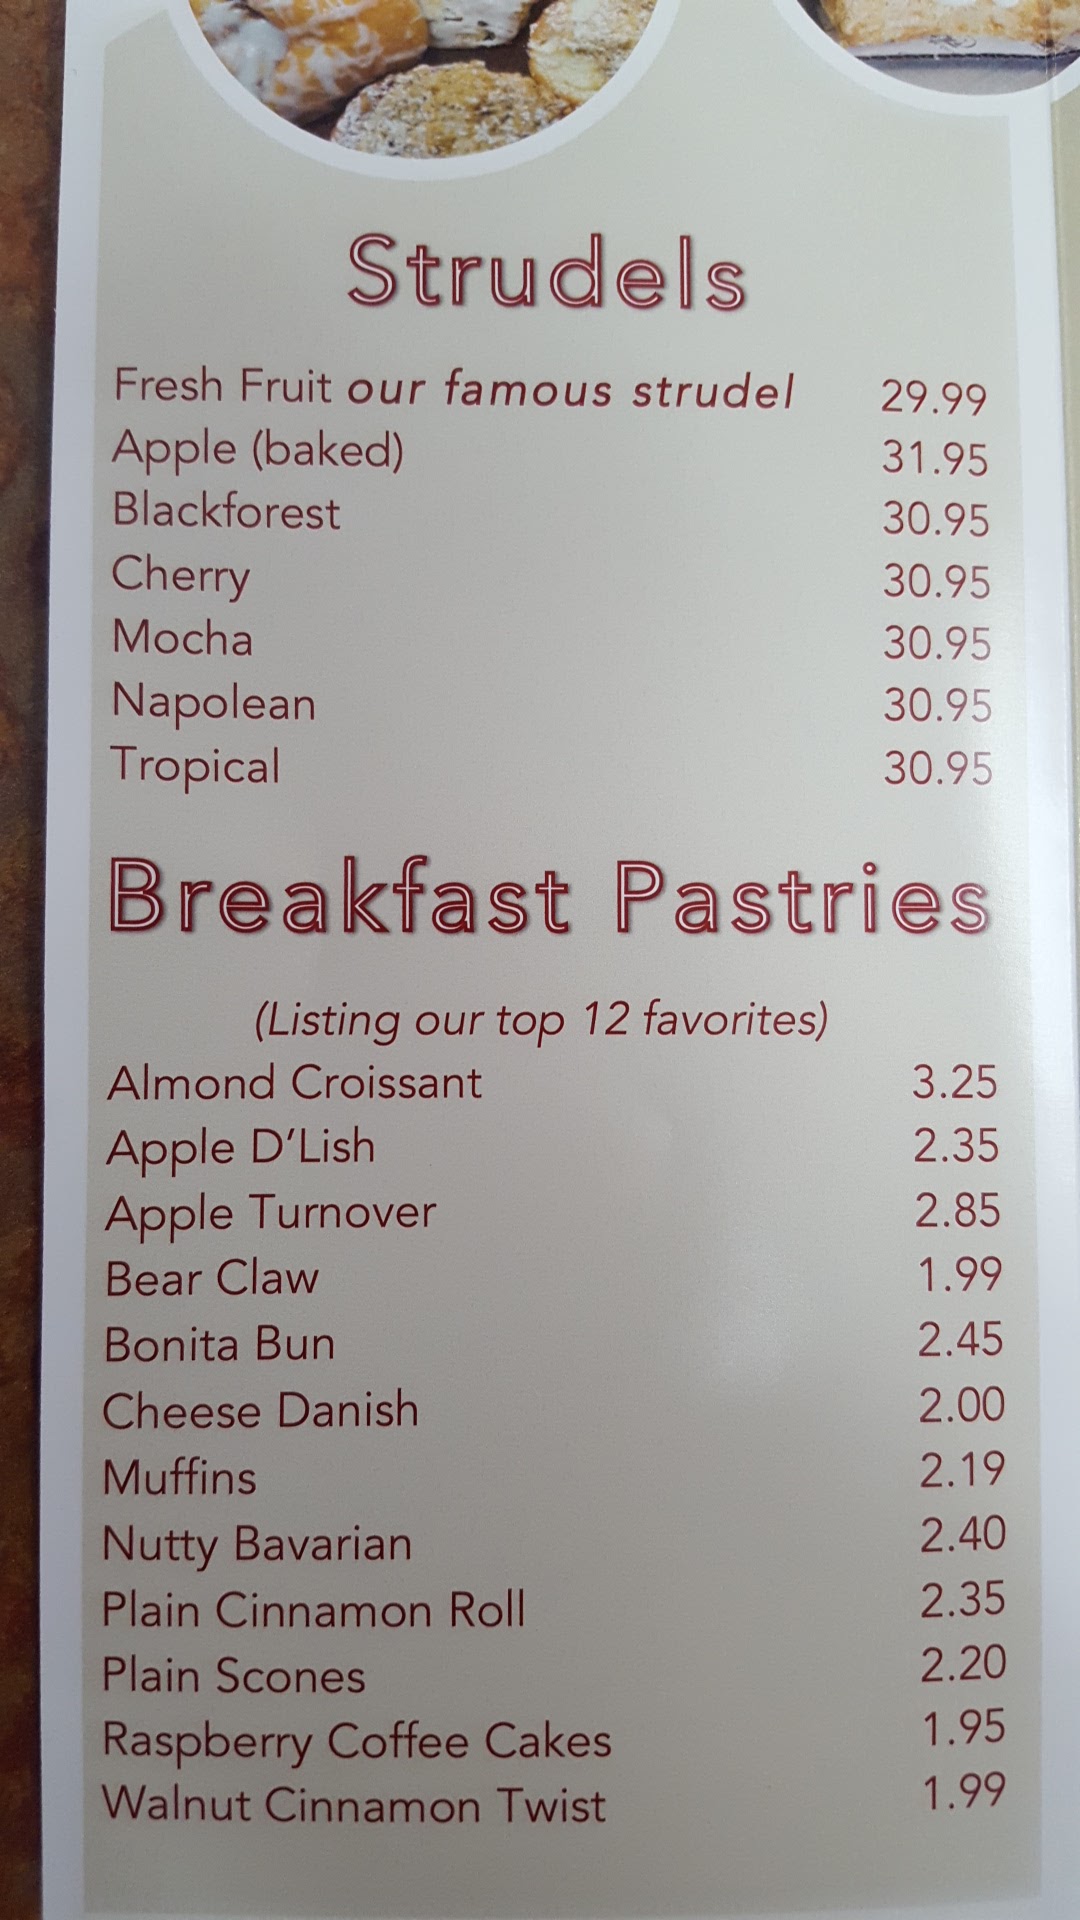 Strudels
Fresh Fruit our famous strudel 29.99
Apple (baked) 31.95
Blackforest 30.95
Cherry 30.95
Mocha 30.95
Napolean 30.95
Tropical 30.95
Breakfast Pastries
(Listing our top 12 favorites)
Almond Croissant 3.25
Apple D'Lish 2.35
Apple Turnover 2.85
Bear Claw 1.99
Bonita Bun 2.45
Cheese Danish 2.00
Muffins 2.19
Nutty Bavarian 2.40
Plain Cinnamon Roll 2.35
Plain Scones 2.20
Raspberry Coffee Cakes 1.95
Walnut Cinnamon Twist 1.99